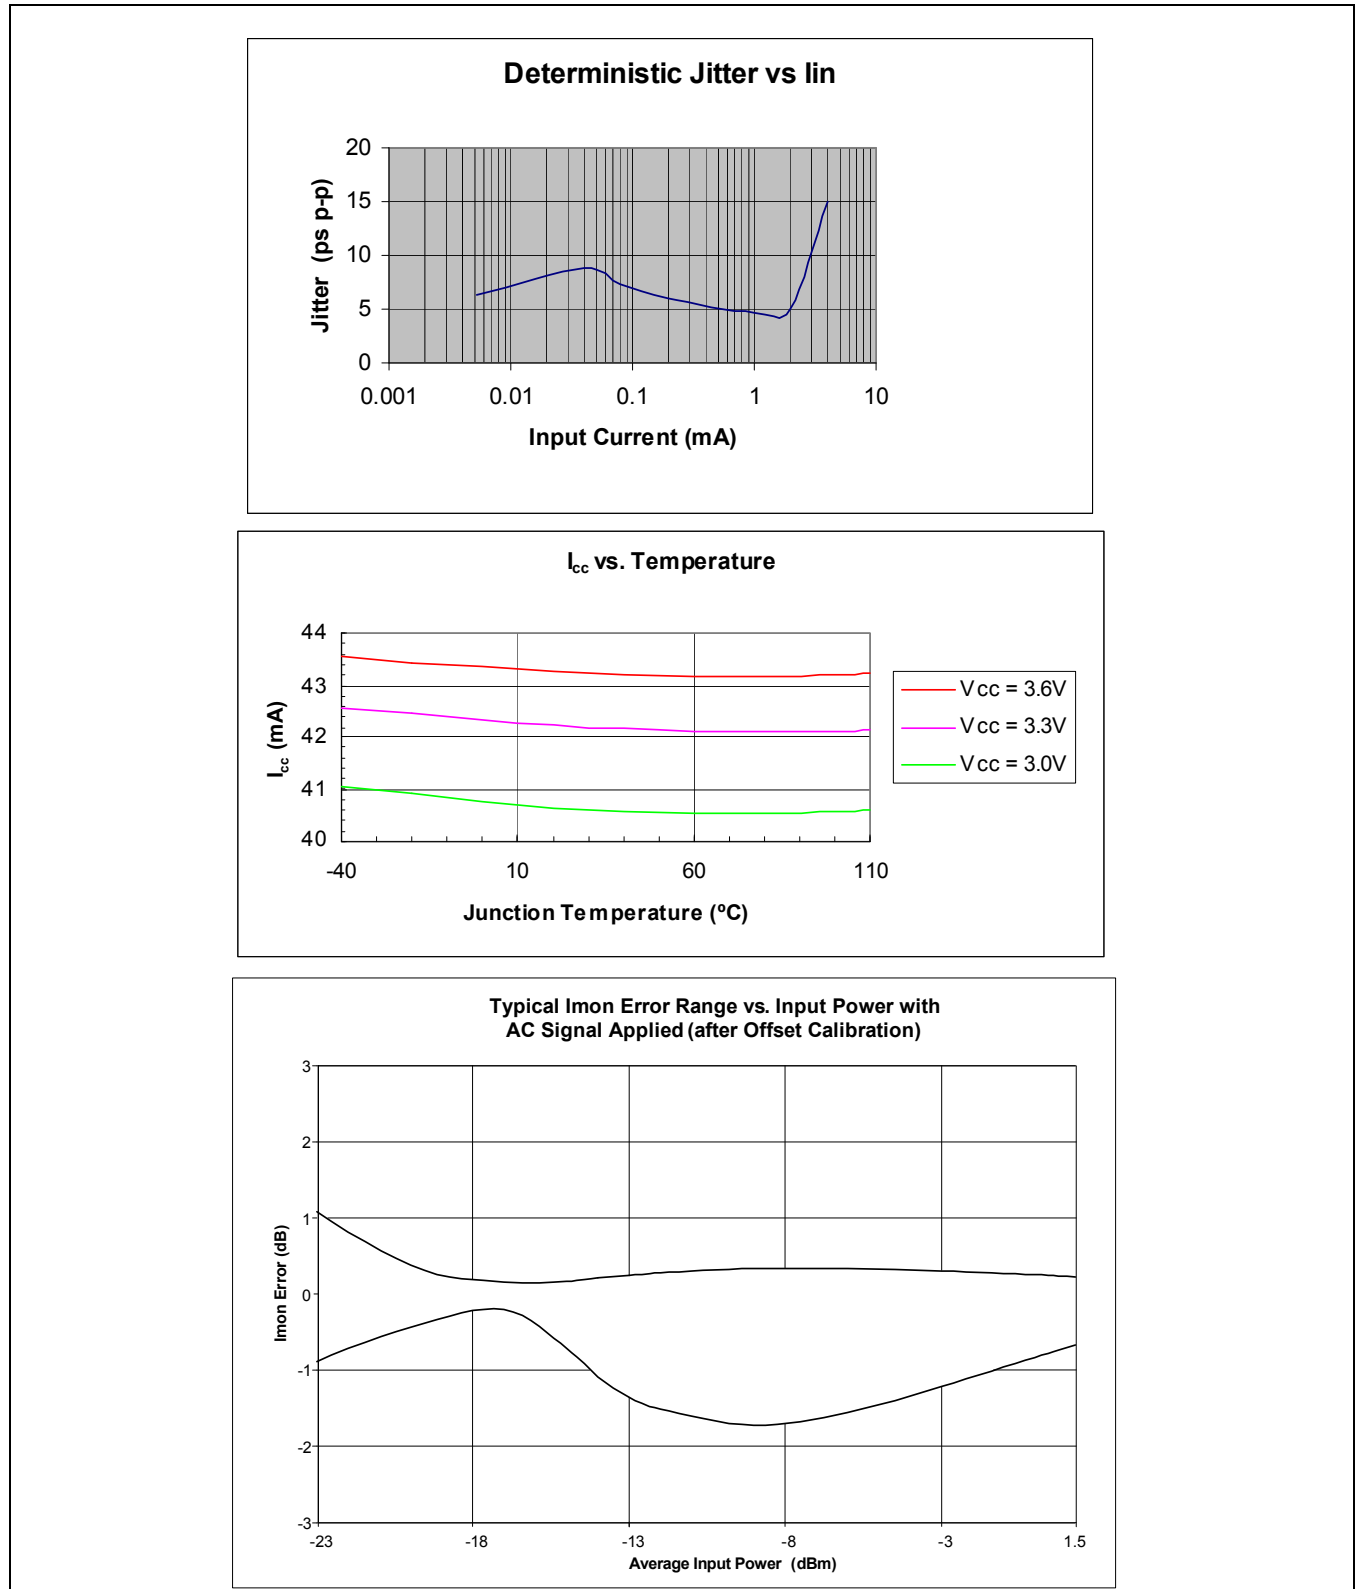 Deterministic Jitter vs Iin
20
15
10
5
0
Jitter (ps p-p)
0.001 0.01 0.1 1 10
Input Current (mA)
Icc vs. Temperature
44
43
42
41
40
Icc (mA)
-40 10 60 110
Junction Temperature (ºC)
Vcc = 3.6V
Vcc = 3.3V
Vcc = 3.0V
Typical Imon Error Range vs. Input Power with
AC Signal Applied (after Offset Calibration)
3
2
1
0
-1
-2
-3
Imon Error (dB)
-23 -18 -13 -8 -3 1.5
Average Input Power (dBm)